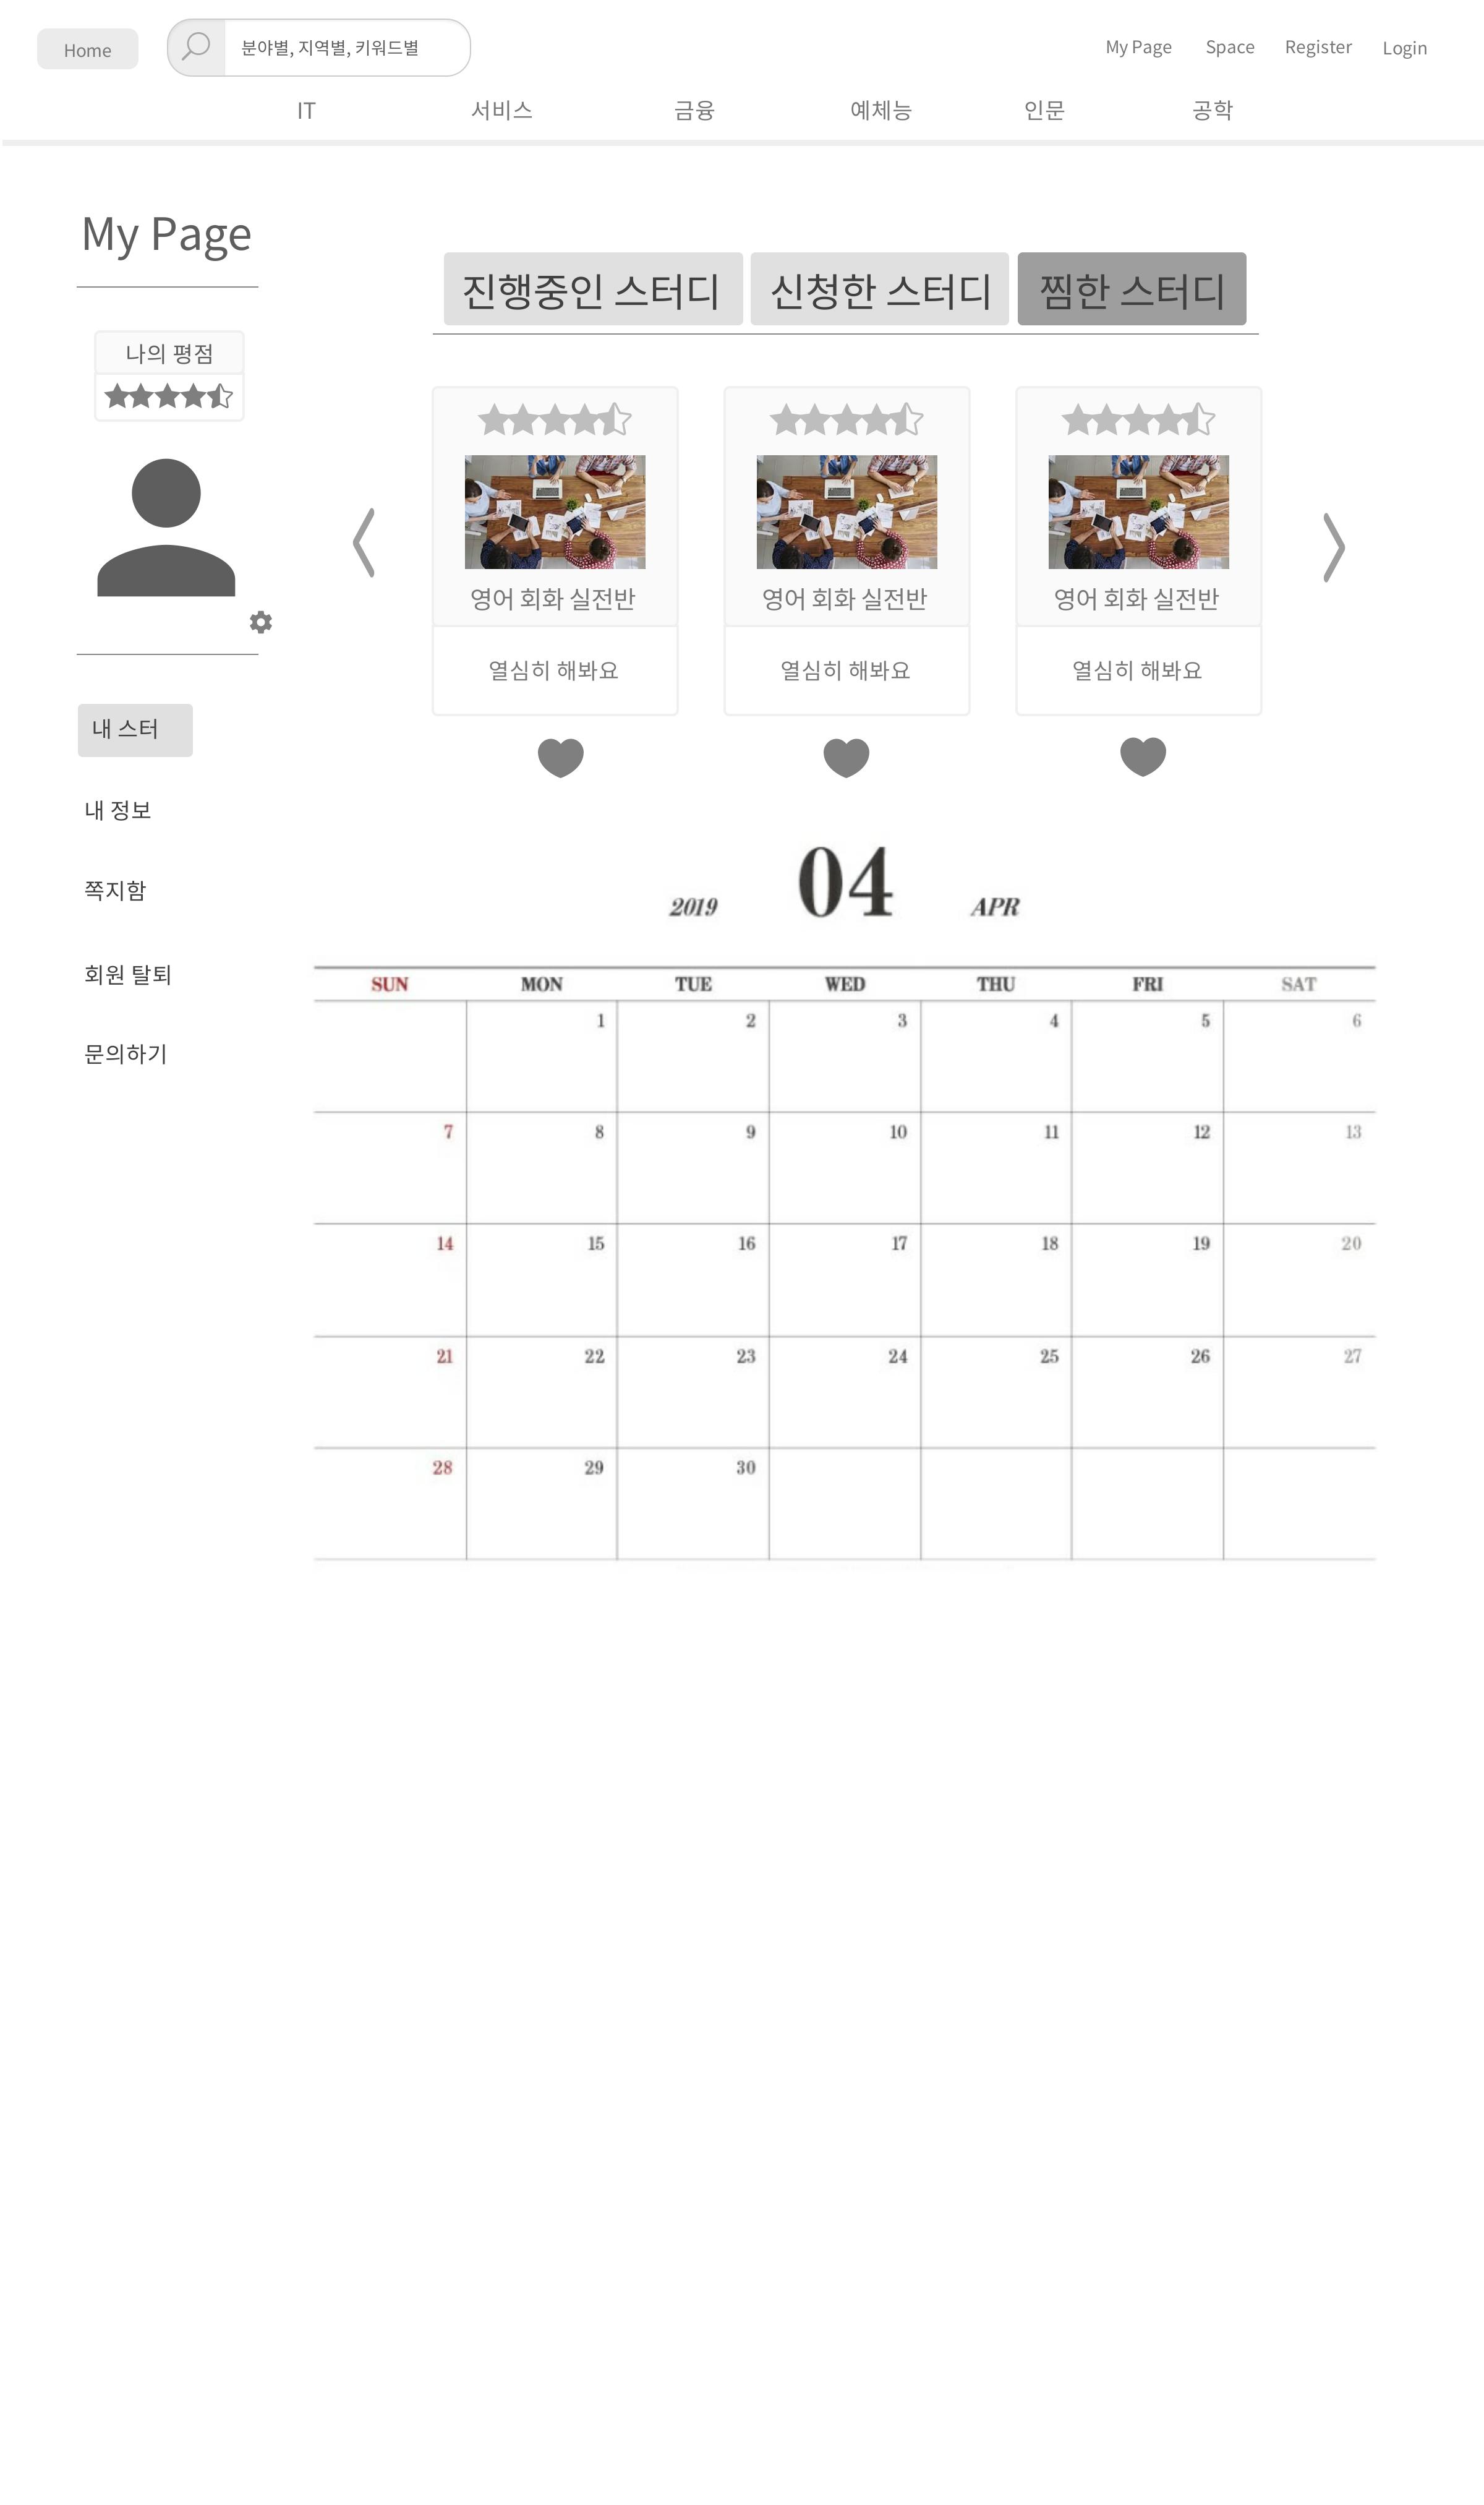 Home
분야별, 지역별, 키워드별
My Page Space Register Login
IT 서비스 금융 예체능 인문 공학
My Page
진행중인 스터디 신청한 스터디 찜한 스터디
나의 평점
영어 회화 실전반 영어 회화 실전반 영어 회화 실전반
열심히 해봐요 열심히 해봐요 열심히 해봐요
내 스터
내 정보
쪽지함
회원 탈퇴
문의하기
2019 04 APR
SUN MON TUE WED THU FRI SAT
1 2 3 4 5 6
7 8 9 10 11 12 13
14 15 16 17 18 19 20
21 22 23 24 25 26 27
28 29 30